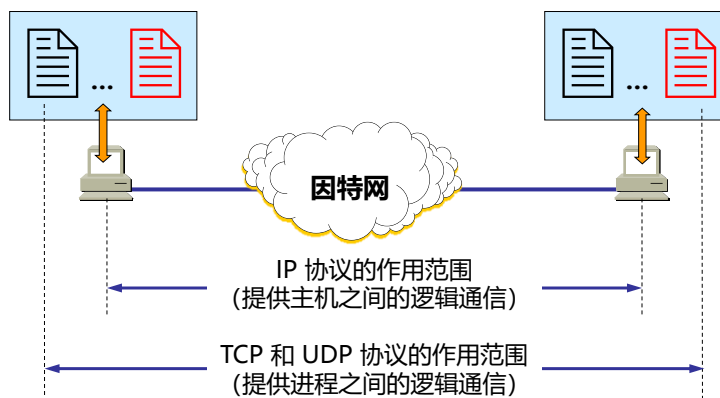 ...
...
因特网
IP 协议的作用范围
（提供主机之间的逻辑通信）
TCP 和 UDP 协议的作用范围
（提供进程之间的逻辑通信）